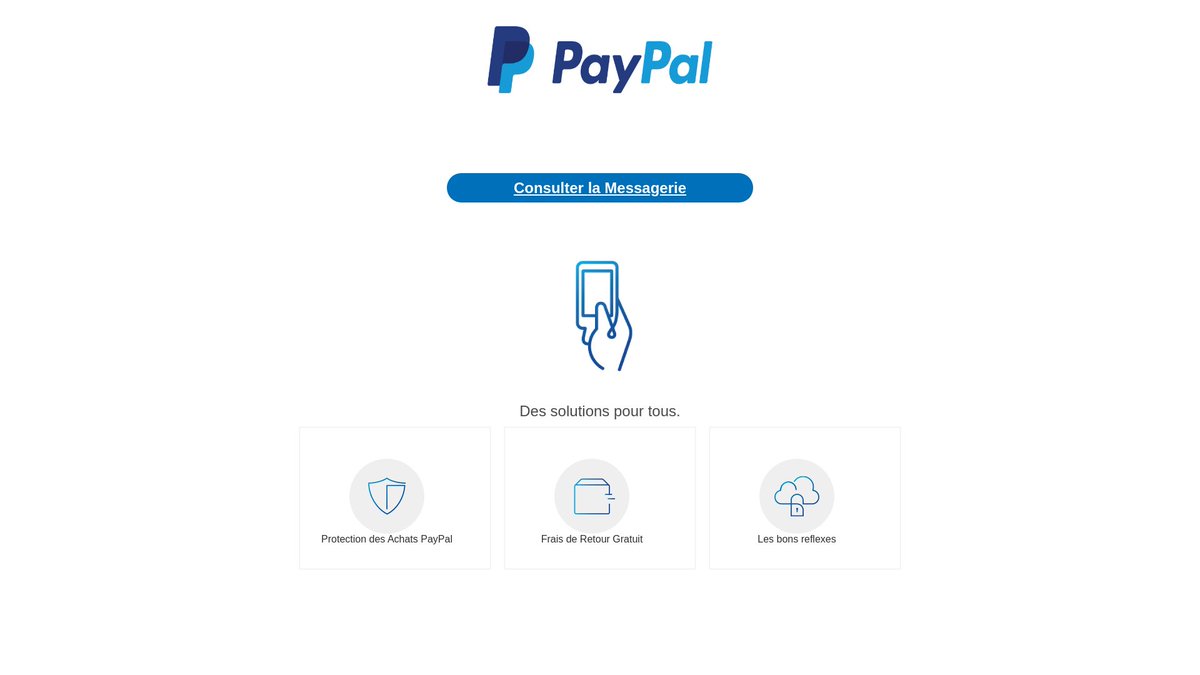 PayPal
Consulter la Messagerie
Des solutions pour tous.
Protection des Achats PayPal
Frais de Retour Gratuit
Les bons reflexes